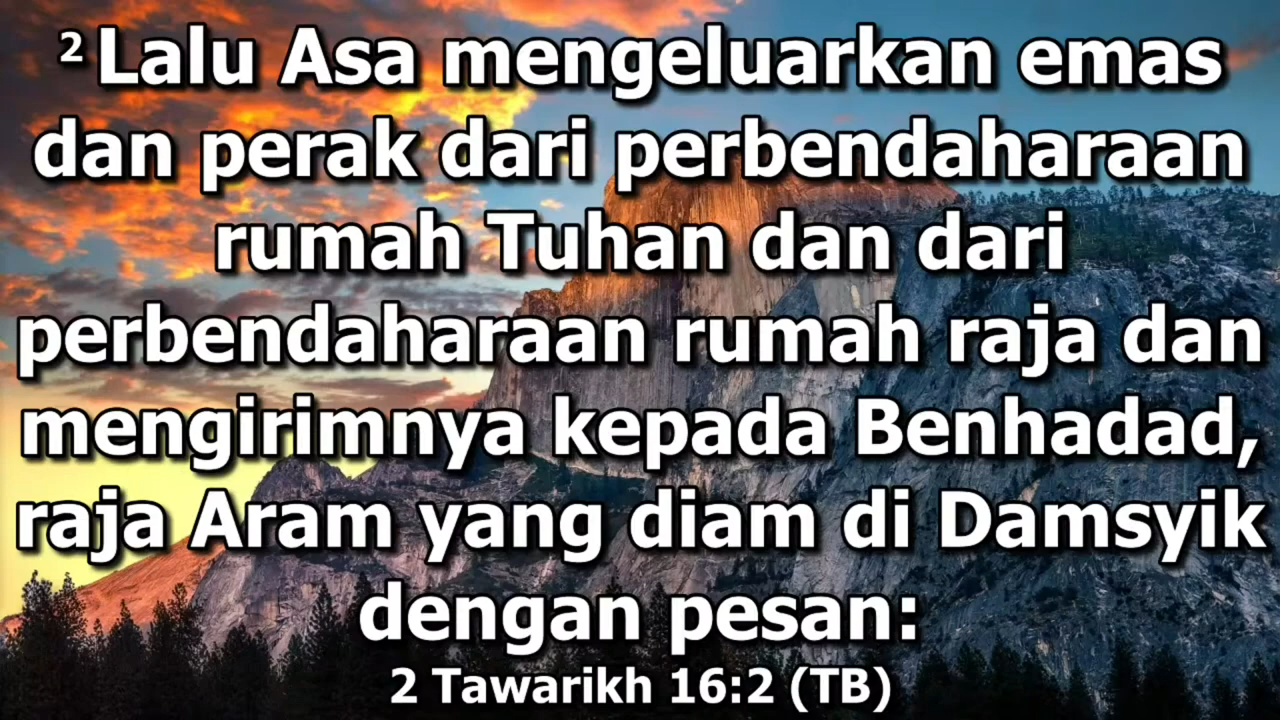 ² Lalu Asa mengeluarkan emas
dan perak dari perbendaharaan
rumah Tuhan dan dari
perbendaharaan rumah raja dan
mengirimnya kepada Benhadad,
raja Aram yang diam di Damsyik
dengan pesan:
2 Tawarikh 16:2 (TB)